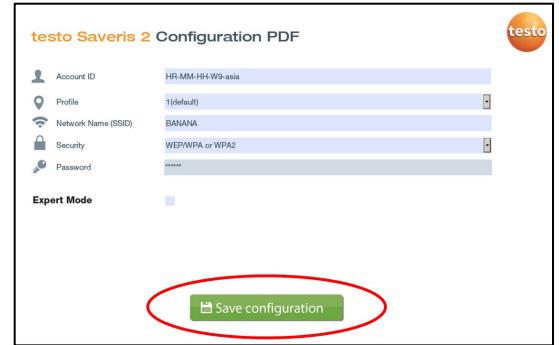 testo Saveris 2 Configuration PDF
testo
Account ID HR-MM-HH-W9-asia
Profile 1(default)
Network Name (SSID) BANANA
Security WEP/WPA or WPA2
Password ******
Expert Mode
Save configuration